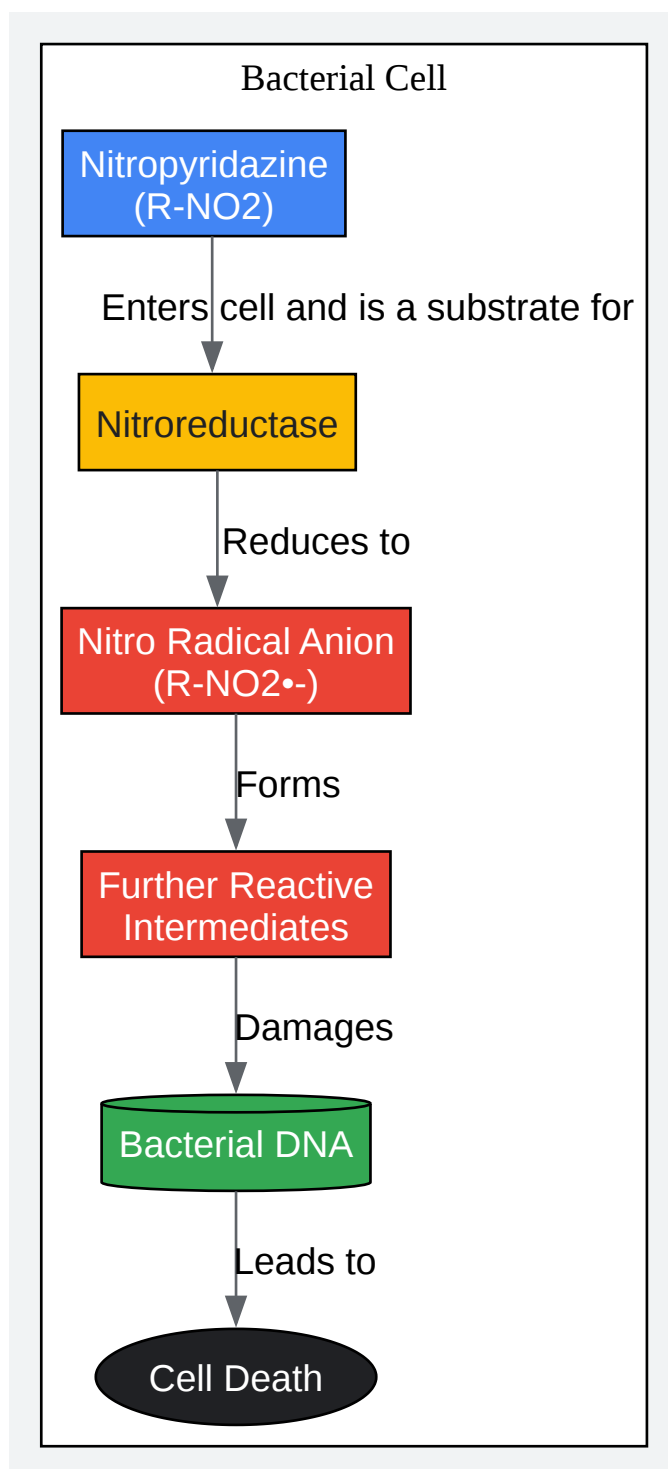 Bacterial Cell
Nitropyridazine
(R-NO2)
Enters cell and is a substrate for
Nitroreductase
Reduces to
Nitro Radical Anion
(R-NO2•-)
Forms
Further Reactive
Intermediates
Damages
Bacterial DNA
Leads to
Cell Death